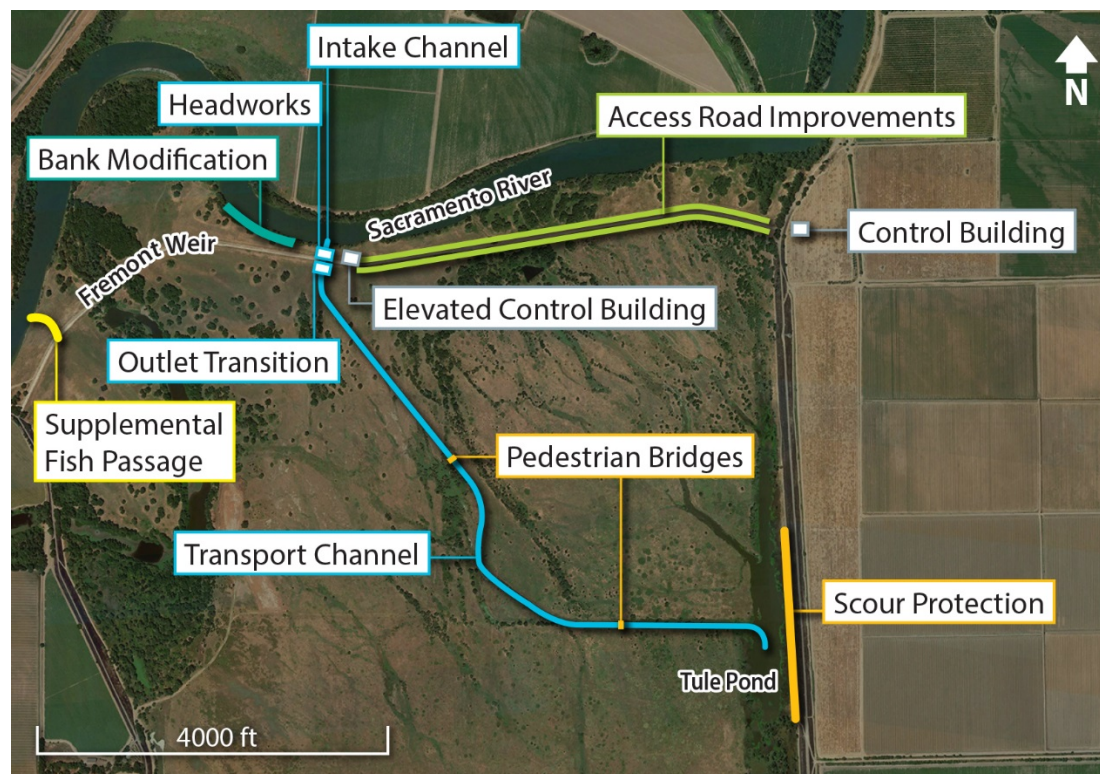 Intake Channel
N
Headworks
Access Road Improvements
Bank Modification
Sacramento River
Control Building
Fremont Weir
Elevated Control Building
Outlet Transition
Supplemental
Fish Passage
Pedestrian Bridges
Transport Channel
Scour Protection
Tule Pond
4000 ft